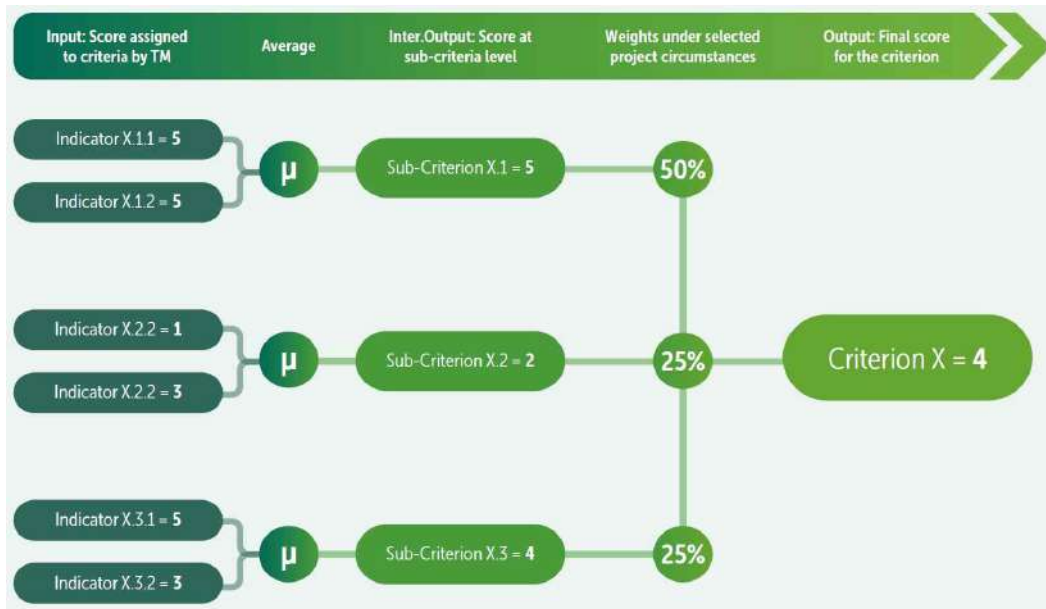 Input: Score assigned
to criteria by TM
Average
Inter.Output: Score at
sub-criteria level
Weights under selected
project circumstances
Output: Final score
for the criterion
Indicator X.1.1 = 5
Indicator X.1.2 = 5
μ
Sub-Criterion X.1 = 5
50%
Indicator X.2.2 = 1
Indicator X.2.2 = 3
μ
Sub-Criterion X.2 = 2
25%
Criterion X = 4
Indicator X.3.1 = 5
Indicator X.3.2 = 3
μ
Sub-Criterion X.3 = 4
25%